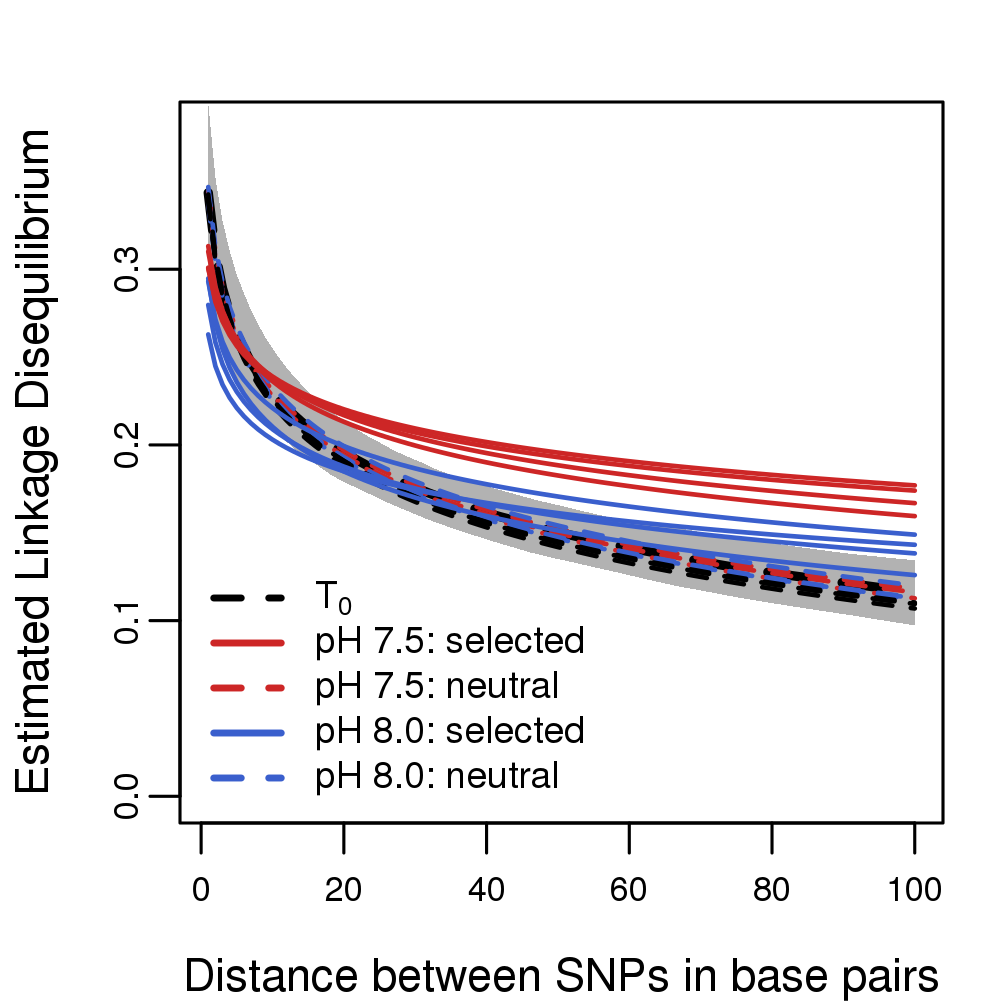 Estimated Linkage Disequilibrium
0.3
0.2
0.1
0.0
T0
pH 7.5: selected
pH 7.5: neutral
pH 8.0: selected
pH 8.0: neutral
0 20 40 60 80 100
Distance between SNPs in base pairs